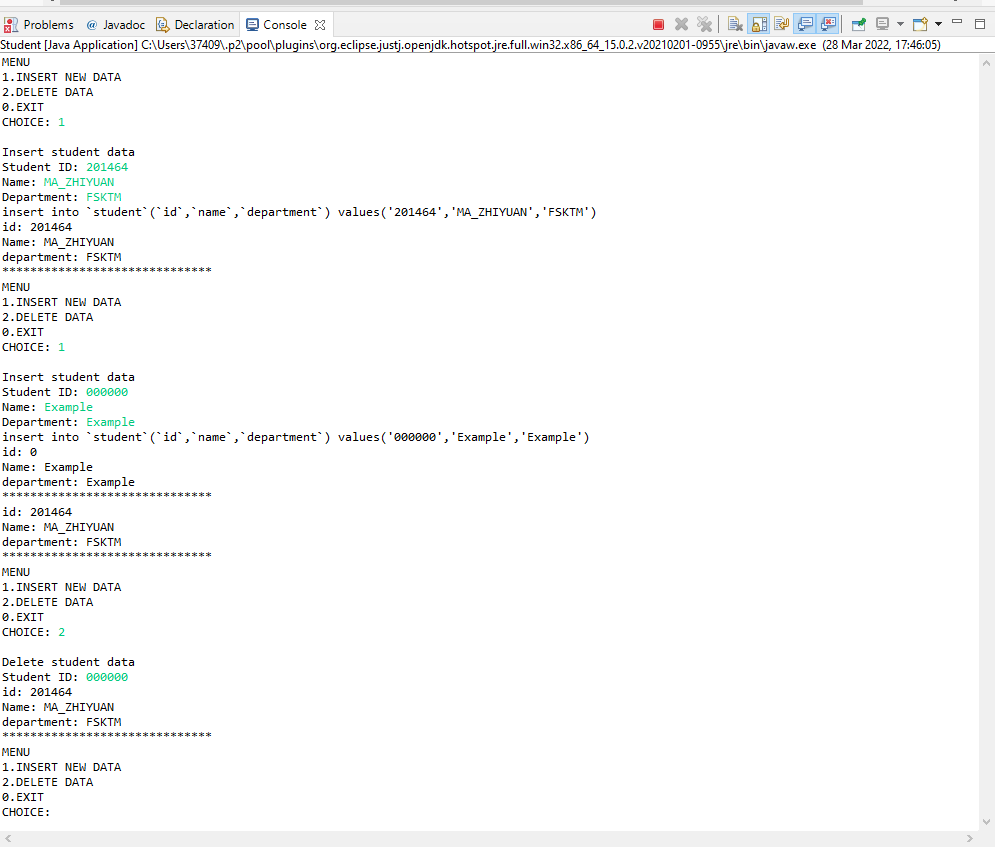 Problems @ Javadoc Declaration Console
Student [Java Application] C:\Users\37409\.p2\pool\plugins\org.eclipse.justj.openjdk.hotspot.jre.full.win32.x86_64_15.0.2.v20210201-0955\jre\bin\javaw.exe (28 Mar 2022, 17:46:05)
MENU
1.INSERT NEW DATA
2.DELETE DATA
0.EXIT
CHOICE: 1

Insert student data
Student ID: 201464
Name: MA_ZHIYUAN
Department: FSKTM
insert into `student`(`id`,`name`,`department`) values('201464','MA_ZHIYUAN','FSKTM')
id: 201464
Name: MA_ZHIYUAN
department: FSKTM
******************************
MENU
1.INSERT NEW DATA
2.DELETE DATA
0.EXIT
CHOICE: 1

Insert student data
Student ID: 000000
Name: Example
Department: Example
insert into `student`(`id`,`name`,`department`) values('000000','Example','Example')
id: 0
Name: Example
department: Example
******************************
id: 201464
Name: MA_ZHIYUAN
department: FSKTM
******************************
MENU
1.INSERT NEW DATA
2.DELETE DATA
0.EXIT
CHOICE: 2

Delete student data
Student ID: 000000
id: 201464
Name: MA_ZHIYUAN
department: FSKTM
******************************
MENU
1.INSERT NEW DATA
2.DELETE DATA
0.EXIT
CHOICE: